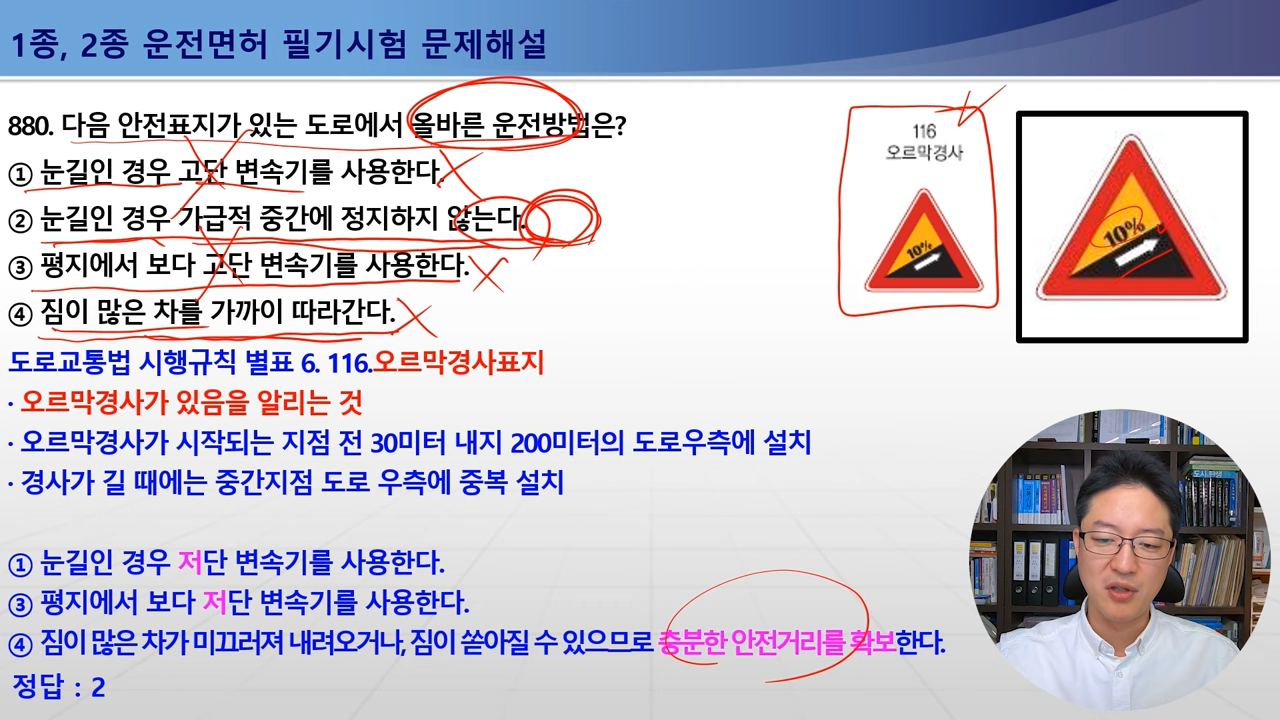 1종, 2종 운전면허 필기시험 문제해설
880. 다음 안전표지가 있는 도로에서 올바른 운전방법은?
① 눈길인 경우 고단 변속기를 사용한다.
② 눈길인 경우 가급적 중간에 정지하지 않는다.
③ 평지에서 보다 고단 변속기를 사용한다.
④ 짐이 많은 차를 가까이 따라간다.
116
오르막경사
10%
10%
도로교통법 시행규칙 별표 6. 116.오르막경사표지
· 오르막경사가 있음을 알리는 것
· 오르막경사가 시작되는 지점 전 30미터 내지 200미터의 도로우측에 설치
· 경사가 길 때에는 중간지점 도로 우측에 중복 설치
① 눈길인 경우 저단 변속기를 사용한다.
③ 평지에서 보다 저단 변속기를 사용한다.
④ 짐이 많은 차가 미끄러져 내려오거나, 짐이 쏟아질 수 있으므로 충분한 안전거리를 확보한다.
정답 : 2